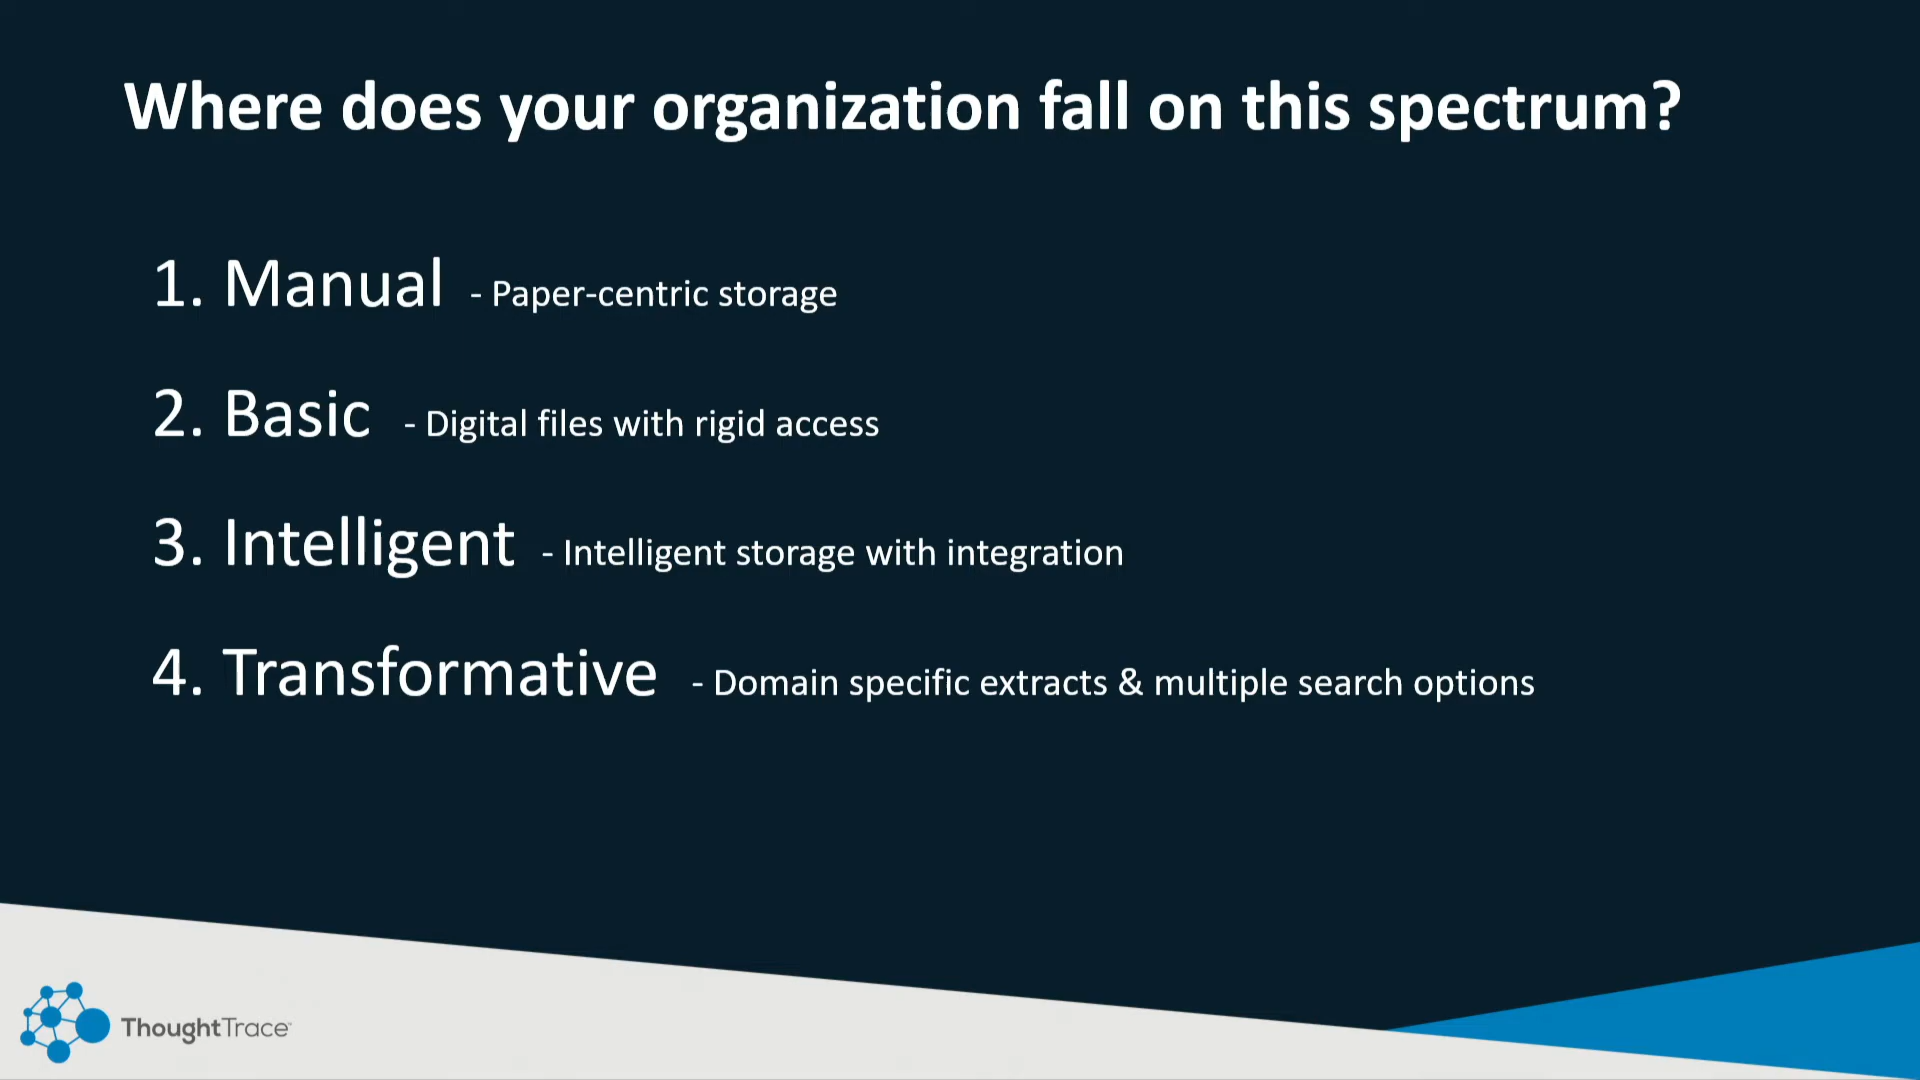 Where does your organization fall on this spectrum?
1. Manual - Paper-centric storage
2. Basic - Digital files with rigid access
3. Intelligent - Intelligent storage with integration
4. Transformative - Domain specific extracts & multiple search options
ThoughtTrace